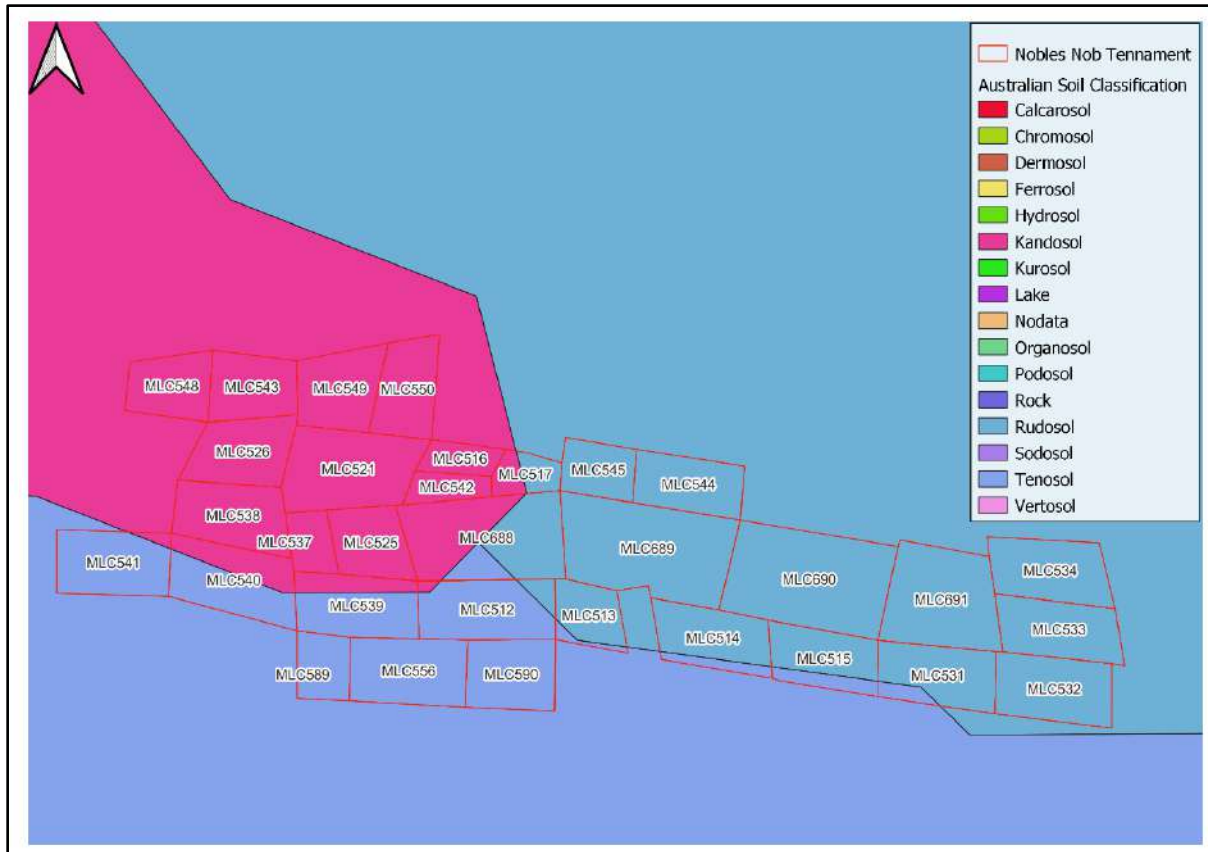 Nobles Nob Tennament
Australian Soil Classification
Calcarosol
Chromosol
Dermosol
Ferrosol
Hydrosol
Kandosol
Kurosol
Lake
Nodata
Organosol
Podosol
Rock
Rudosol
Sodosol
Tenosol
Vertosol
MLC548
MLC543
MLC549
MLC550
MLC526
MLC521
MLC516
MLC517
MLC542
MLC545
MLC544
MLC538
MLC537
MLC525
MLC688
MLC689
MLC541
MLC540
MLC690
MLC691
MLC534
MLC539
MLC512
MLC513
MLC533
MLC514
MLC515
MLC589
MLC556
MLC590
MLC531
MLC532